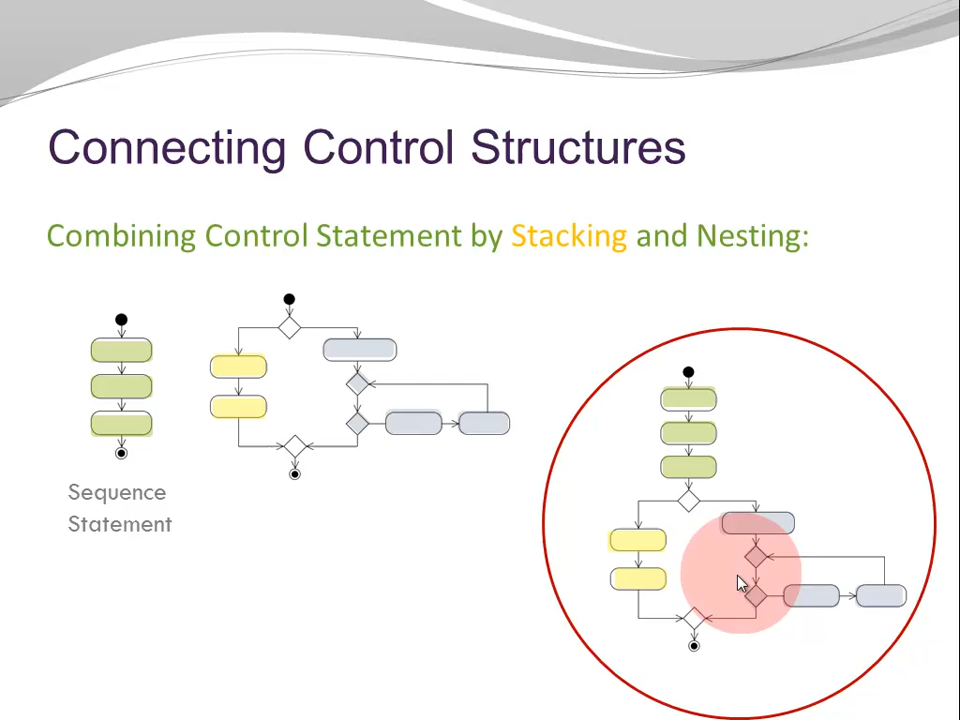 Connecting Control Structures
Combining Control Statement by Stacking and Nesting:
Sequence
Statement